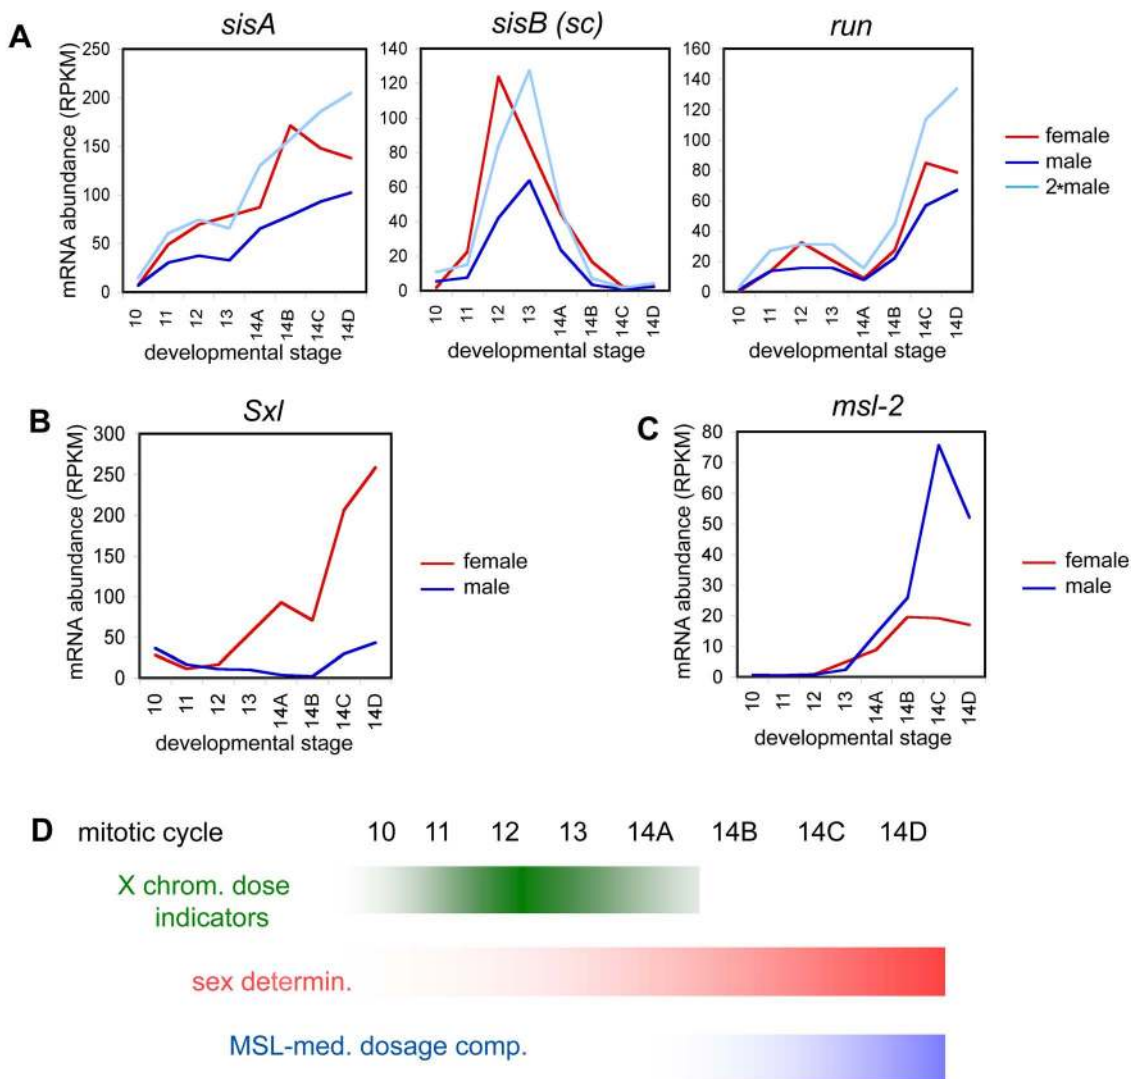 A
sisA
sisB (sc)
run
mRNA abundance (RPKM)
250
200
150
100
50
0
10
11
12
13
14A
14B
14C
14D
developmental stage
140
120
100
80
60
40
20
0
10
11
12
13
14A
14B
14C
14D
developmental stage
160
140
120
100
80
60
40
20
0
10
11
12
13
14A
14B
14C
14D
developmental stage
female
male
2*male
B
Sxl
mRNA abundance (RPKM)
300
250
200
150
100
50
0
10
11
12
13
14A
14B
14C
14D
developmental stage
female
male
C
msl-2
mRNA abundance (RPKM)
80
70
60
50
40
30
20
10
0
10
11
12
13
14A
14B
14C
14D
developmental stage
female
male
D
mitotic cycle 10 11 12 13 14A 14B 14C 14D
X chrom. dose
indicators
sex determin.
MSL-med. dosage comp.